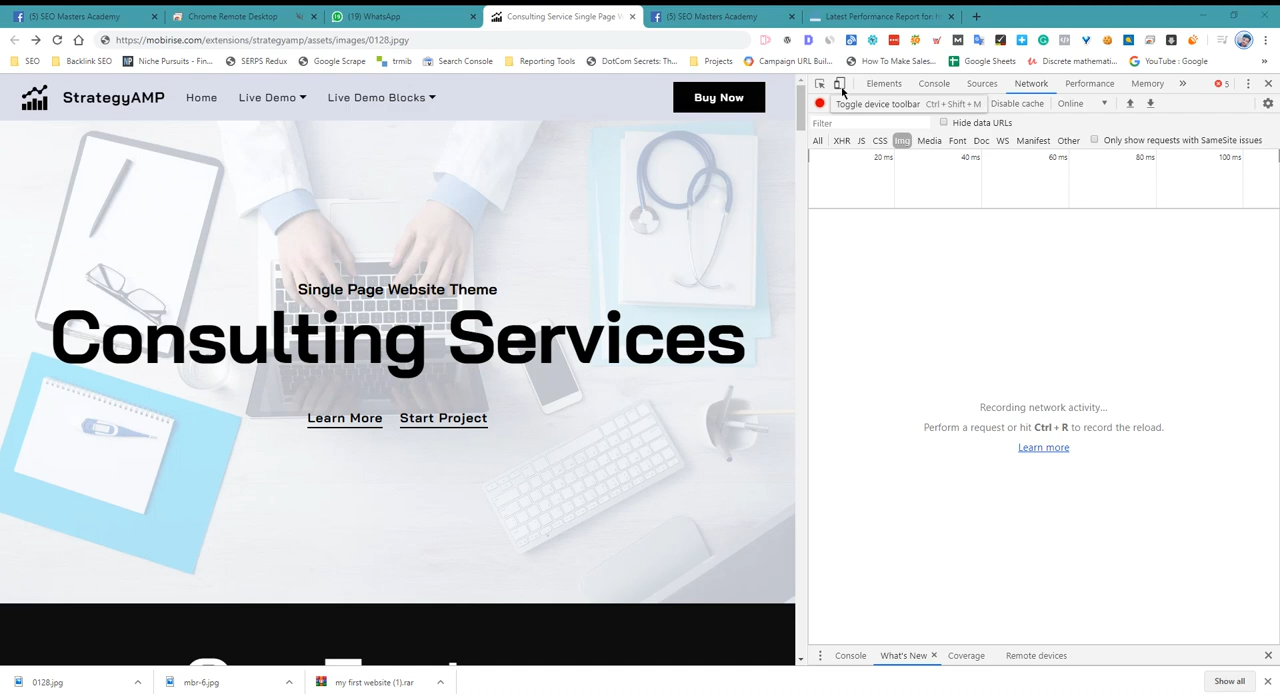 (5) SEO Masters Academy
Chrome Remote Desktop
(19) WhatsApp
Consulting Service Single Page W
(5) SEO Masters Academy
Latest Performance Report for: h
https://mobirise.com/extensions/strategyamp/assets/images/0128.jpgy
SEO
Backlink SEO
Niche Pursuits - Fin...
SERPS Redux
Google Scrape
trmib
Search Console
Reporting Tools
DotCom Secrets: Th...
Projects
Campaign URL Buil...
How To Make Sales...
Google Sheets
Discrete mathemati...
YouTube : Google
StrategyAMP
Home
Live Demo
Live Demo Blocks
Buy Now
Single Page Website Theme
Consulting Services
Learn More
Start Project
Elements
Console
Sources
Network
Performance
Memory
5
Toggle device toolbar Ctrl + Shift + M
Disable cache
Online
Filter
Hide data URLs
All
XHR
JS
CSS
Img
Media
Font
Doc
WS
Manifest
Other
Only show requests with SameSite issues
20 ms
40 ms
60 ms
80 ms
100 ms
Recording network activity...
Perform a request or hit Ctrl + R to record the reload.
Learn more
Console
What's New
Coverage
Remote devices
0128.jpg
mbr-6.jpg
my first website (1).rar
Show all